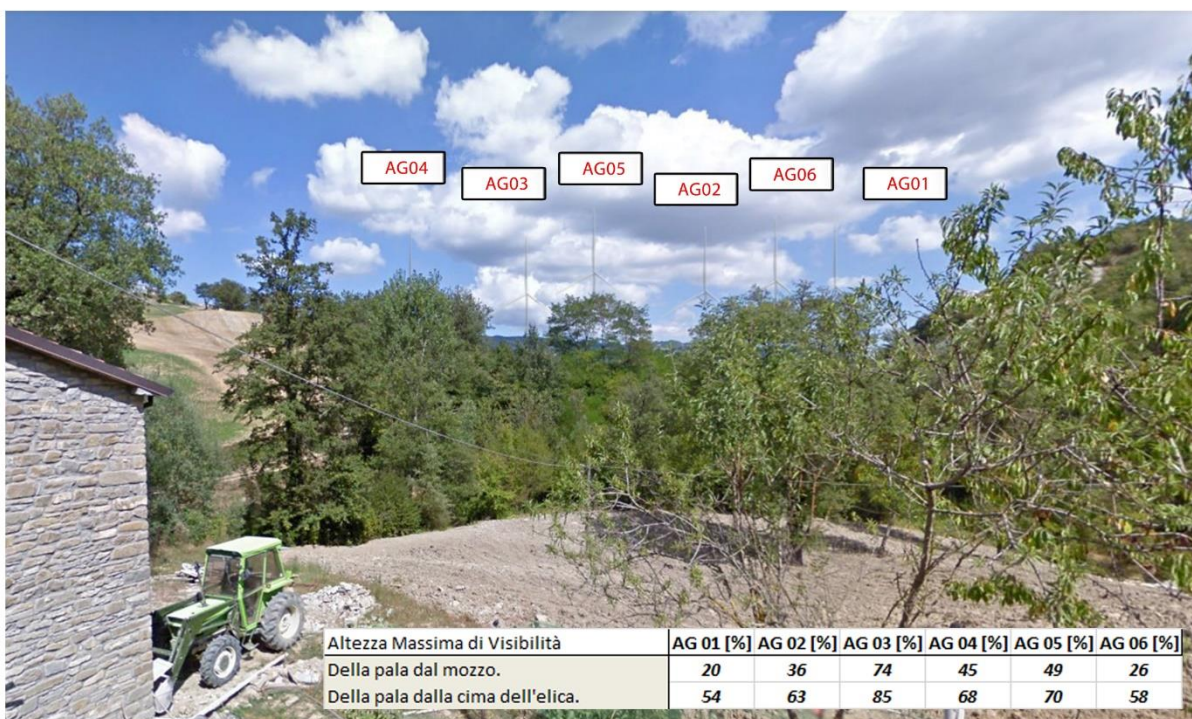 AG04 AG03 AG05 AG02 AG06 AG01
Altezza Massima di Visibilità AG 01 [%] AG 02 [%] AG 03 [%] AG 04 [%] AG 05 [%] AG 06 [%]
Della pala dal mozzo. 20 36 74 45 49 26
Della pala dalla cima dell'elica. 54 63 85 68 70 58